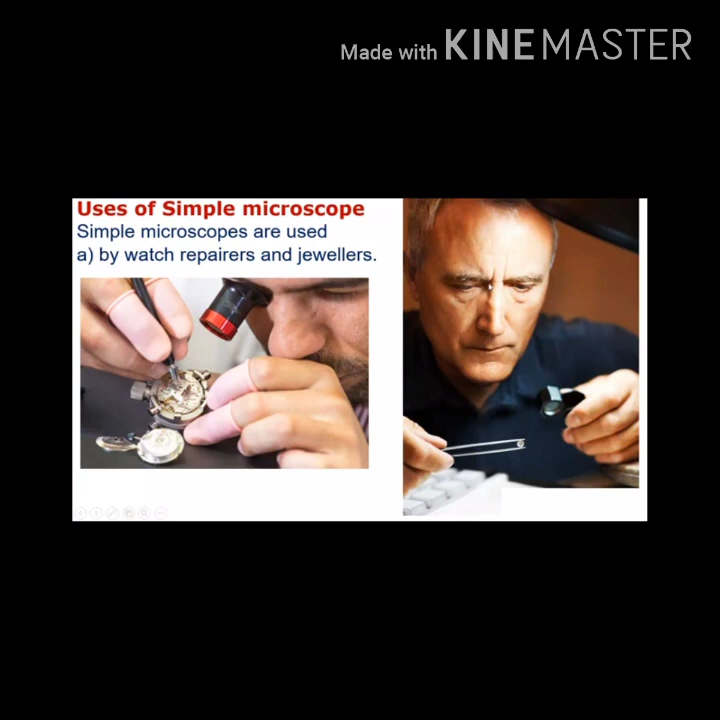 Made with KINEMASTER
Uses of Simple microscope
Simple microscopes are used
a) by watch repairers and jewellers.